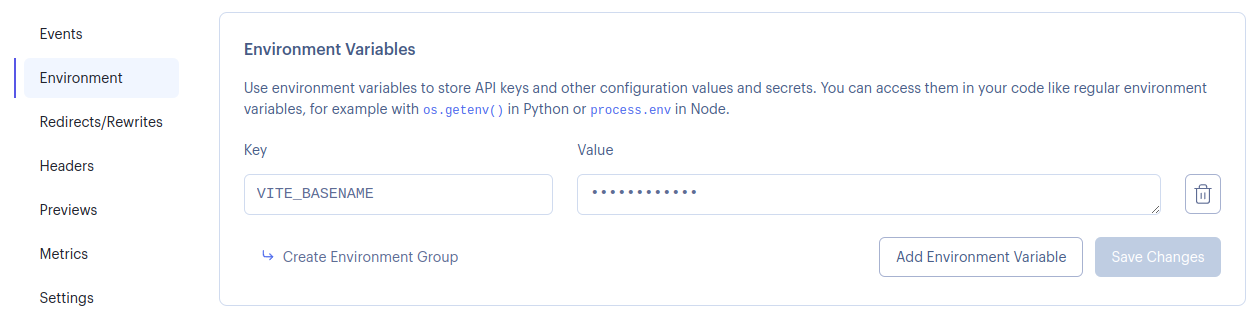 Events
Environment
Redirects/Rewrites
Headers
Previews
Metrics
Settings
Environment Variables
Use environment variables to store API keys and other configuration values and secrets. You can access them in your code like regular environment
variables, for example with os.getenv() in Python or process.env in Node.
Key
Value
VITE_BASENAME
••••••••••••
Create Environment Group
Add Environment Variable
Save Changes